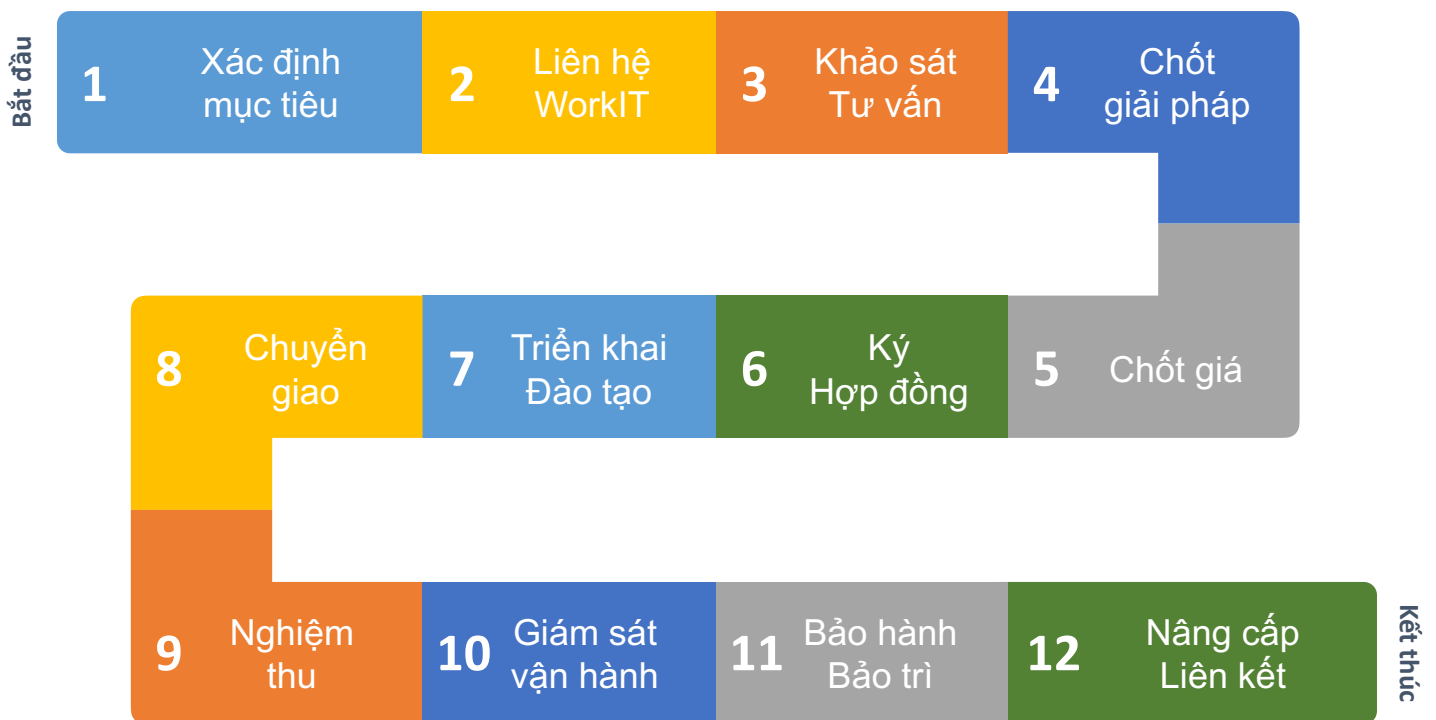 Bắt đầu
1
Xác định
mục tiêu
2
Liên hệ
WorkIT
3
Khảo sát
Tư vấn
4
Chốt
giải pháp
5
Chốt giá
6
Ký
Hợp đồng
7
Triển khai
Đào tạo
8
Chuyển
giao
9
Nghiệm
thu
10
Giám sát
vận hành
11
Bảo hành
Bảo trì
12
Nâng cấp
Liên kết
Kết thúc